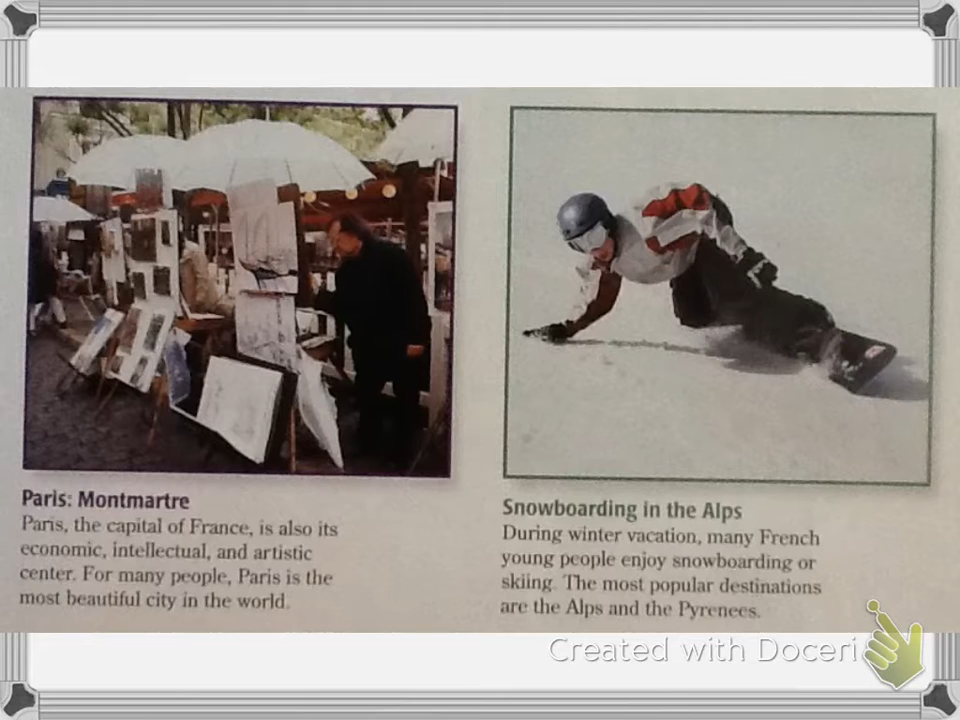 Paris: Montmartre
Paris, the capital of France, is also its
economic, intellectual, and artistic
center. For many people, Paris is the
most beautiful city in the world.
Snowboarding in the Alps
During winter vacation, many French
young people enjoy snowboarding or
skiing. The most popular destinations
are the Alps and the Pyrenees.
Created with Doceri